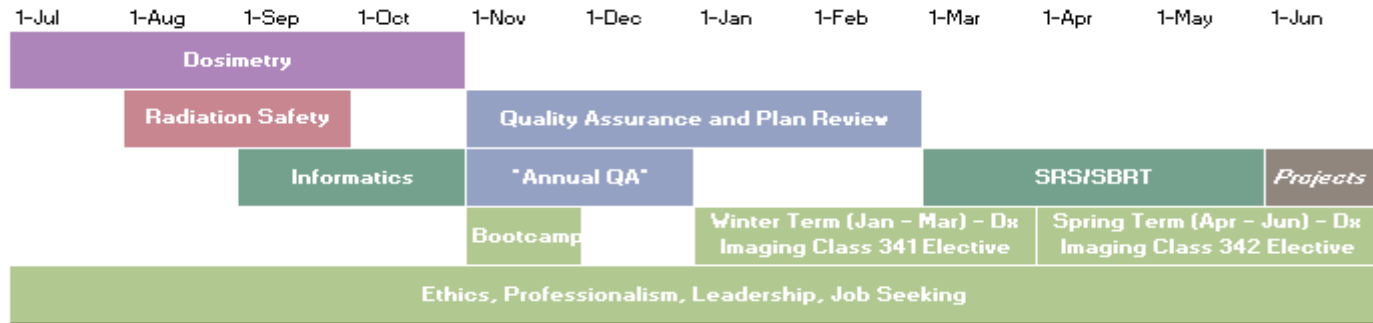 1-Jul 1-Aug 1-Sep 1-Oct 1-Nov 1-Dec 1-Jan 1-Feb 1-Mar 1-Apr 1-May 1-Jun
Dosimetry
Radiation Safety
Quality Assurance and Plan Review
Informatics
"Annual QA"
SRS/SBRT
Projects
Bootcamp
Winter Term (Jan - Mar) - Dx
Imaging Class 341 Elective
Spring Term (Apr - Jun) - Dx
Imaging Class 342 Elective
Ethics, Professionalism, Leadership, Job Seeking